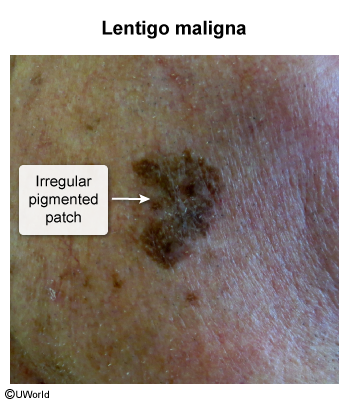 Lentigo maligna
Irregular
pigmented
patch
©UWorld